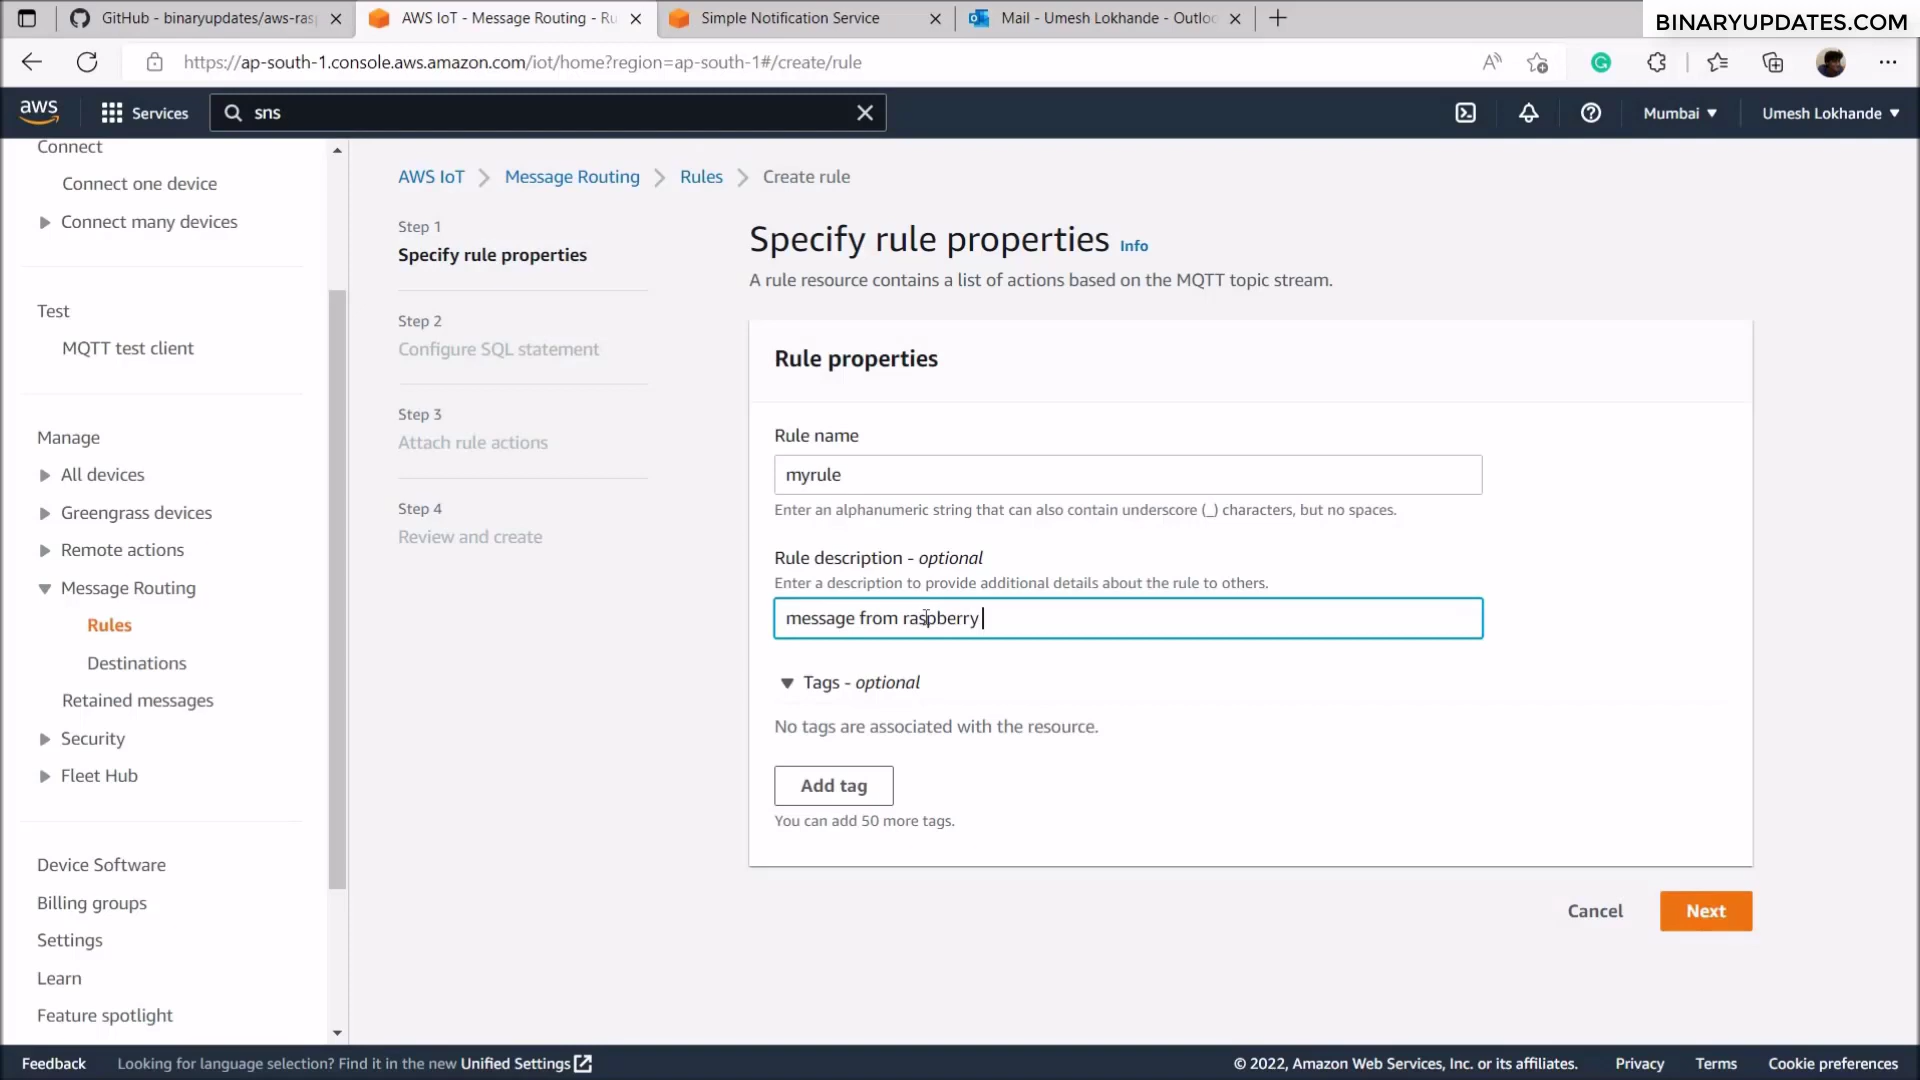 GitHub - binaryupdates/aws-rasp
AWS IoT - Message Routing - Ru
Simple Notification Service
Mail - Umesh Lokhande - Outloo
BINARYUPDATES.COM
https://ap-south-1.console.aws.amazon.com/iot/home?region=ap-south-1#/create/rule
aws
Services
sns
Mumbai
Umesh Lokhande
Connect
Connect one device
Connect many devices
Test
MQTT test client
Manage
All devices
Greengrass devices
Remote actions
Message Routing
Rules
Destinations
Retained messages
Security
Fleet Hub
Device Software
Billing groups
Settings
Learn
Feature spotlight
AWS IoT
Message Routing
Rules
Create rule
Step 1
Specify rule properties
Step 2
Configure SQL statement
Step 3
Attach rule actions
Step 4
Review and create
Specify rule properties Info
A rule resource contains a list of actions based on the MQTT topic stream.
Rule properties
Rule name
myrule
Enter an alphanumeric string that can also contain underscore (_) characters, but no spaces.
Rule description - optional
Enter a description to provide additional details about the rule to others.
message from raspberry
Tags - optional
No tags are associated with the resource.
Add tag
You can add 50 more tags.
Cancel
Next
Feedback
Looking for language selection? Find it in the new Unified Settings
© 2022, Amazon Web Services, Inc. or its affiliates.
Privacy
Terms
Cookie preferences